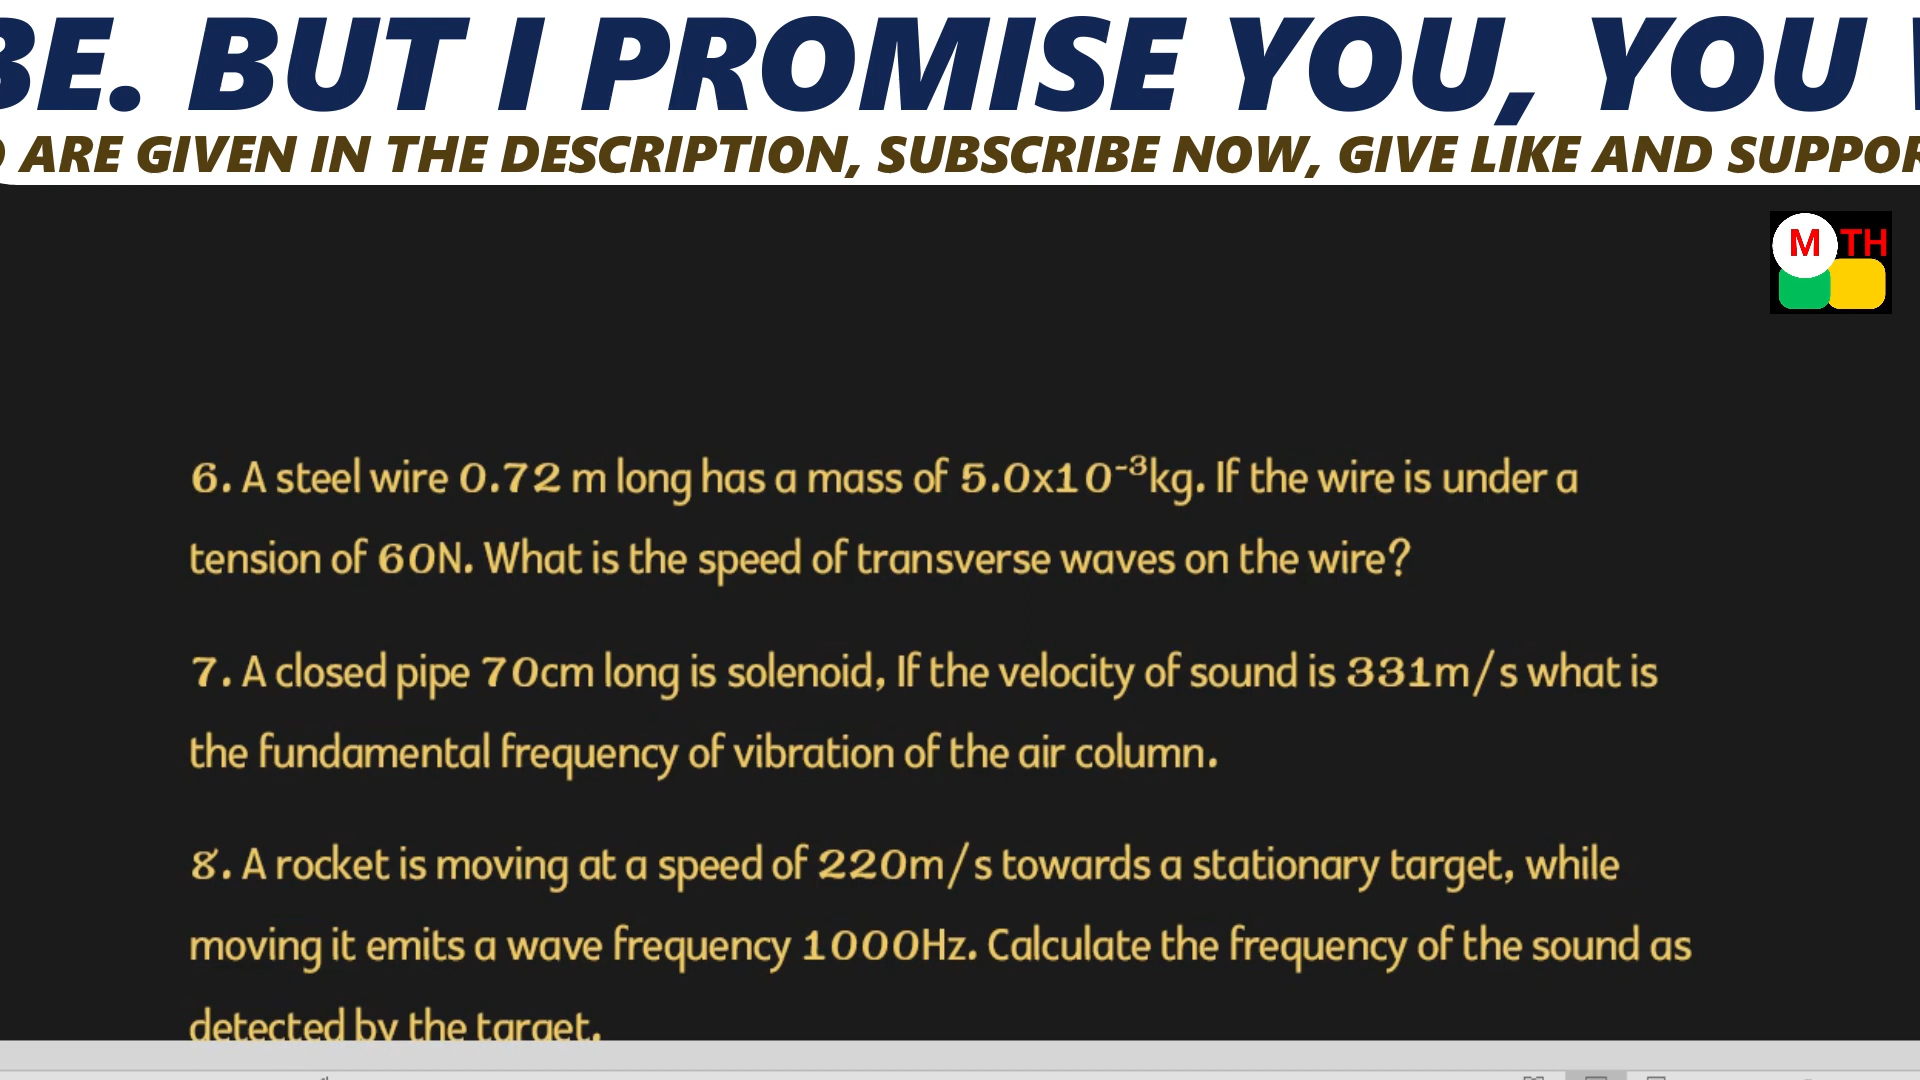 BE. BUT I PROMISE YOU, YOU
ARE GIVEN IN THE DESCRIPTION, SUBSCRIBE NOW, GIVE LIKE AND SUPPOR
M TH
6. A steel wire 0.72 m long has a mass of 5.0x10⁻³kg. If the wire is under a
tension of 60N. What is the speed of transverse waves on the wire?
7. A closed pipe 70cm long is solenoid, If the velocity of sound is 331m/s what is
the fundamental frequency of vibration of the air column.
8. A rocket is moving at a speed of 220m/s towards a stationary target, while
moving it emits a wave frequency 1000Hz. Calculate the frequency of the sound as
detected by the target.